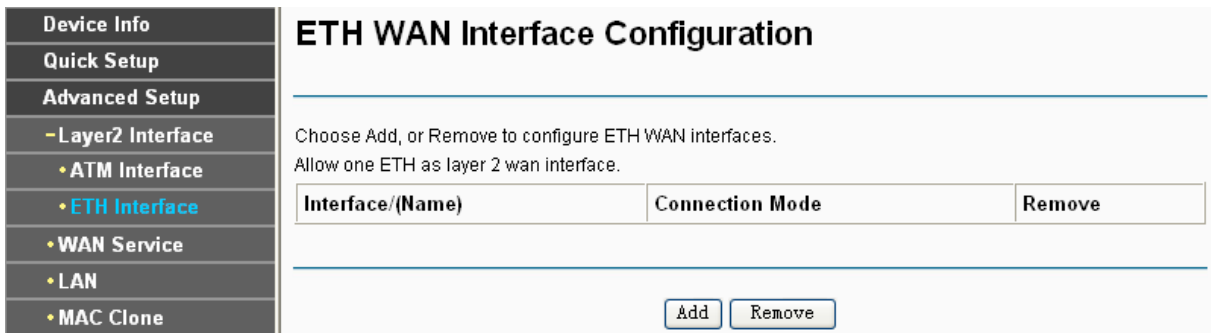 Device Info
Quick Setup
Advanced Setup
-Layer2 Interface
•ATM Interface
•ETH Interface
•WAN Service
•LAN
•MAC Clone
ETH WAN Interface Configuration
Choose Add, or Remove to configure ETH WAN interfaces.
Allow one ETH as layer 2 wan interface.
Interface/(Name) Connection Mode Remove
Add Remove